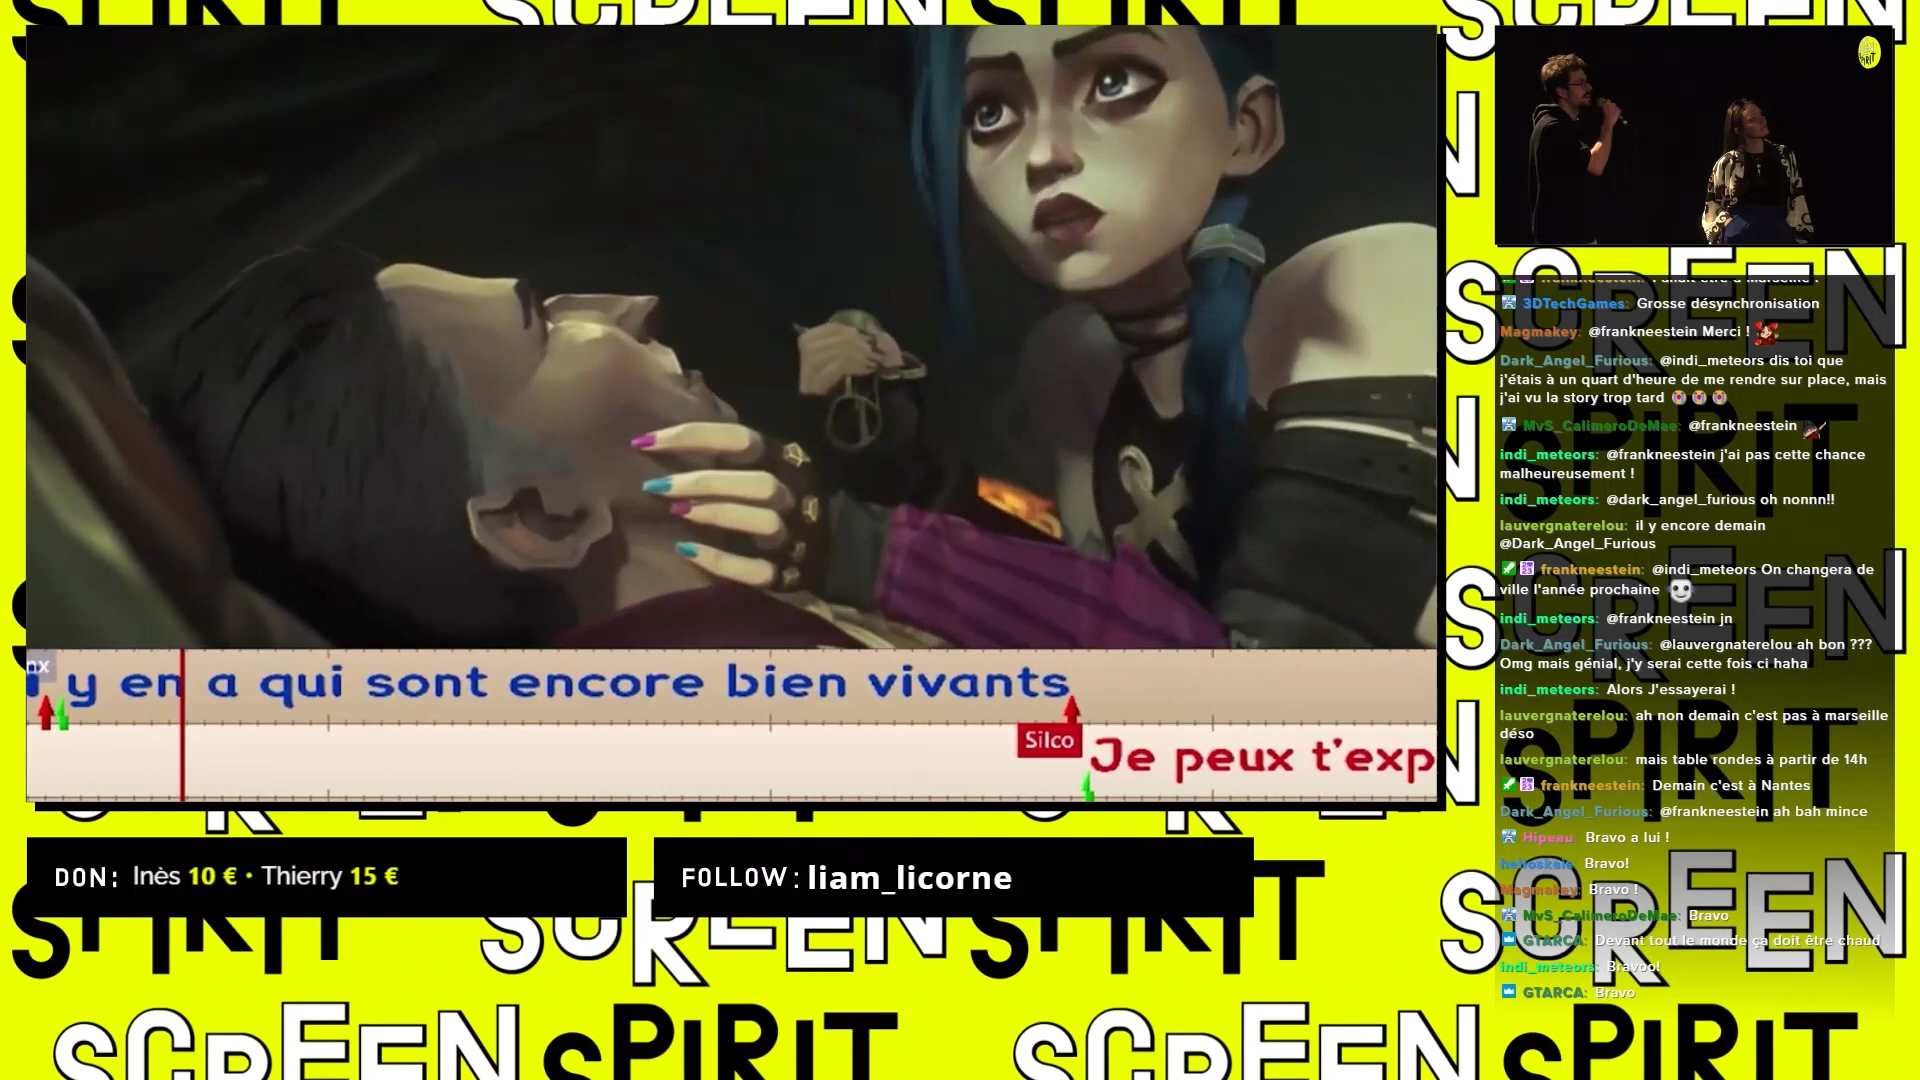 SCREEN SPIRIT
nx
i y en a qui sont encore bien vivants
Silco
Je peux t'exp
DON: Inès 10 € • Thierry 15 €
FOLLOW: liam_licorne
3DTechGames: Grosse désynchronisation
Magmakey: @frankneestein Merci !
Dark_Angel_Furious: @indi_meteors dis toi que
j'étais à un quart d'heure de me rendre sur place, mais
j'ai vu la story trop tard
MvS_CalimeroDeMae: @frankneestein
indi_meteors: @frankneestein j'ai pas cette chance
malheureusement !
indi_meteors: @dark_angel_furious oh nonnn!!
lauvergnaterelou: il y encore demain
@Dark_Angel_Furious
frankneestein: @indi_meteors On changera de
ville l'année prochaine
indi_meteors: @frankneestein jn
Dark_Angel_Furious: @lauvergnaterelou ah bon ???
Omg mais génial, j'y serai cette fois ci haha
indi_meteors: Alors J'essayerai !
lauvergnaterelou: ah non demain c'est pas à marseille
déso
lauvergnaterelou: mais table rondes à partir de 14h
frankneestein: Demain c'est à Nantes
Dark_Angel_Furious: @frankneestein ah bah mince
Hipeau: Bravo a lui !
Bravo!
Magmakey: Bravo !
MvS_CalimeroDeMae: Bravo
GTARCA: Devant tout le monde ça doit être chaud
indi_meteors: Bravoo!
GTARCA: Bravo
SCREEN SPIRIT SCREEN SPIRIT